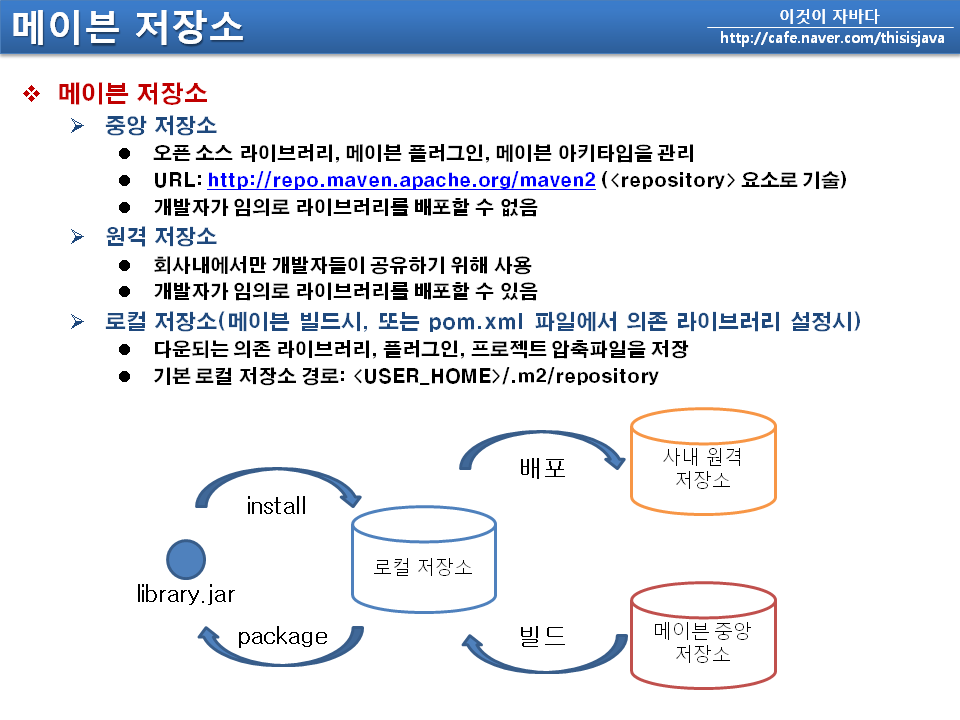 메이븐 저장소
이것이 자바다
http://cafe.naver.com/thisisjava
❖ 메이븐 저장소
➢ 중앙 저장소
● 오픈 소스 라이브러리, 메이븐 플러그인, 메이븐 아키타입을 관리
● URL: http://repo.maven.apache.org/maven2 (<repository> 요소로 기술)
● 개발자가 임의로 라이브러리를 배포할 수 없음
➢ 원격 저장소
● 회사내에서만 개발자들이 공유하기 위해 사용
● 개발자가 임의로 라이브러리를 배포할 수 있음
➢ 로컬 저장소(메이븐 빌드시, 또는 pom.xml 파일에서 의존 라이브러리 설정시)
● 다운되는 의존 라이브러리, 플러그인, 프로젝트 압축파일을 저장
● 기본 로컬 저장소 경로: <USER_HOME>/.m2/repository
install
배포
사내 원격
저장소
로컬 저장소
library.jar
package
빌드
메이븐 중앙
저장소